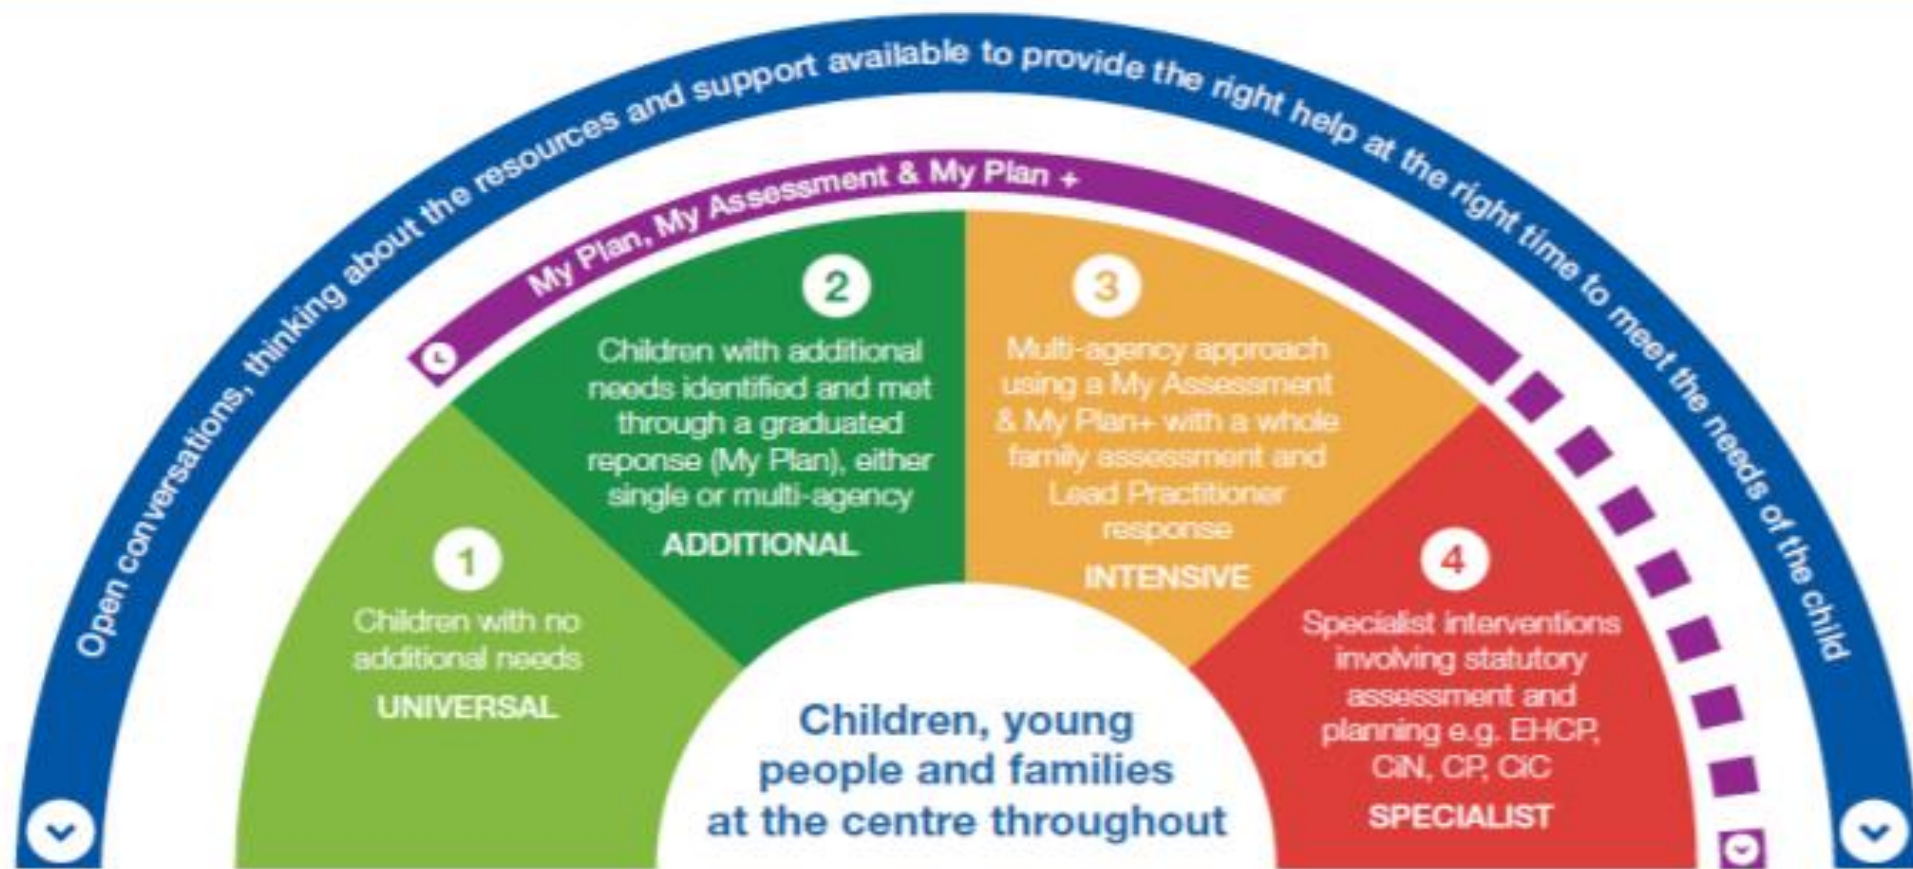 Open conversations, thinking about the resources and support available to provide the right help at the right time to meet the needs of the child
My Plan, My Assessment & My Plan +
1
Children with no
additional needs
UNIVERSAL
2
Children with additional
needs identified and met
through a graduated
reponse (My Plan), either
single or multi-agency
ADDITIONAL
3
Multi-agency approach
using a My Assessment
& My Plan+ with a whole
family assessment and
Lead Practitioner
response
INTENSIVE
4
Specialist interventions
involving statutory
assessment and
planning e.g. EHCP,
CiN, CP, CiC
SPECIALIST
Children, young
people and families
at the centre throughout